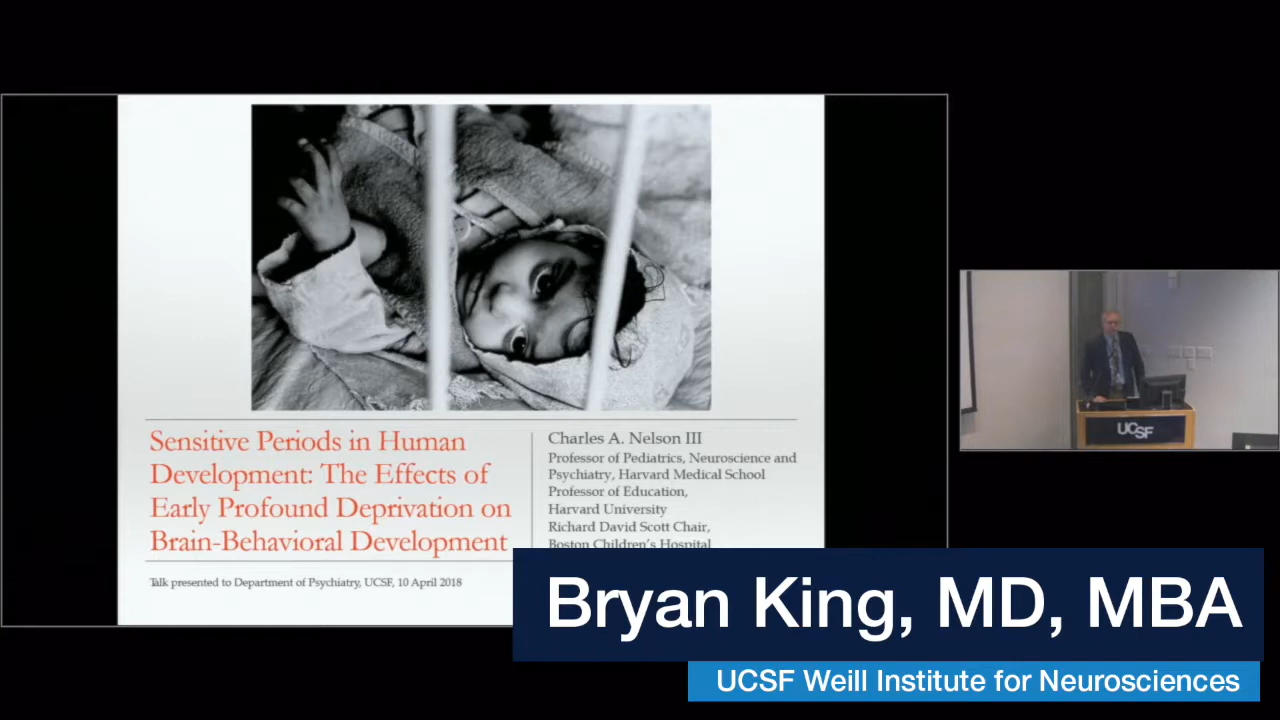 Sensitive Periods in Human
Development: The Effects of
Early Profound Deprivation on
Brain-Behavioral Development
Talk presented to Department of Psychiatry, UCSF, 10 April 2018
Charles A. Nelson III
Professor of Pediatrics, Neuroscience and
Psychiatry, Harvard Medical School
Professor of Education,
Harvard University
Richard David Scott Chair,
Boston Children's Hospital
UCSF
Bryan King, MD, MBA
UCSF Weill Institute for Neurosciences